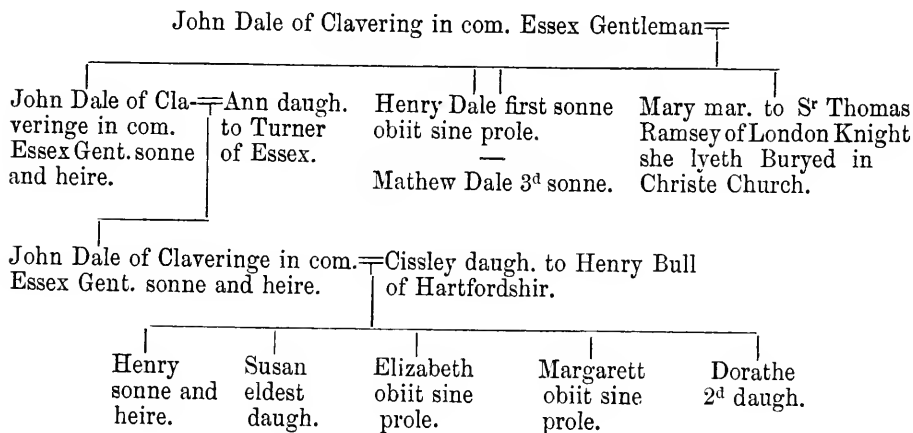 John Dale of Clavering in com. Essex Gentleman
John Dale of Cla-
veringe in com.
Essex Gent. sonne
and heire.
Ann daugh.
to Turner
of Essex.
Henry Dale first sonne
obiit sine prole.
Mathew Dale 3d sonne.
Mary mar. to Sr Thomas
Ramsey of London Knight
she lyeth Buryed in
Christe Church.
John Dale of Claveringe in com.
Essex Gent. sonne and heire.
Cissley daugh. to Henry Bull
of Hartfordshir.
Henry
sonne and
heire.
Susan
eldest
daugh.
Elizabeth
obiit sine
prole.
Margarett
obiit sine
prole.
Dorathe
2d daugh.